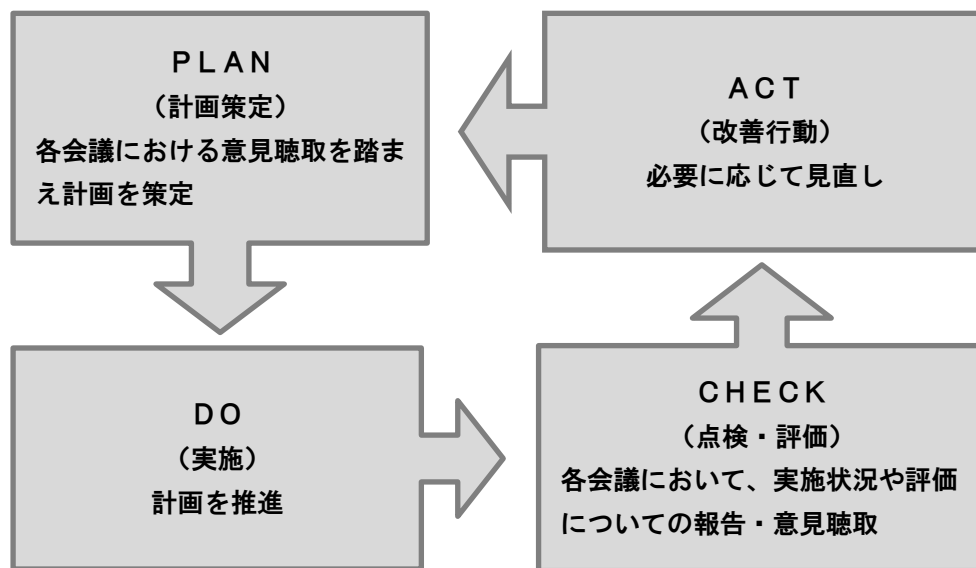 ＰＬＡＮ
（計画策定）
各会議における意見聴取を踏ま
え計画を策定
ＡＣＴ
（改善行動）
必要に応じて見直し
ＤＯ
（実施）
計画を推進
ＣＨＥＣＫ
（点検・評価）
各会議において、実施状況や評価
についての報告・意見聴取